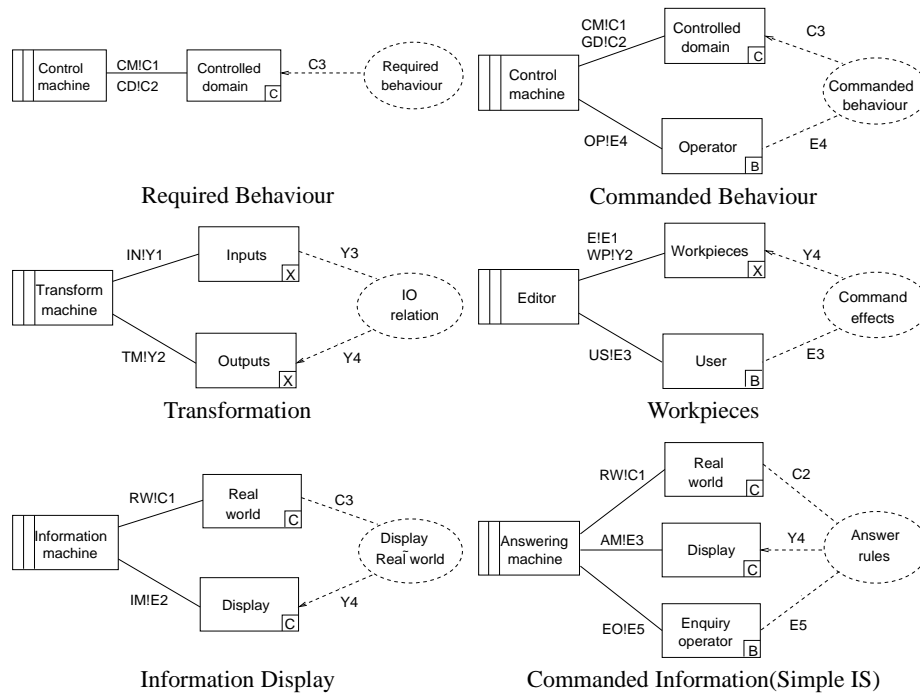 Control
machine
CM!C1
CD!C2
Controlled
domain
C
C3
Required
behaviour
Required Behaviour
CM!C1
GD!C2
Control
machine
OP!E4
Controlled
domain
C
Operator
B
C3
Commanded
behaviour
E4
Commanded Behaviour
IN!Y1
Transform
machine
TM!Y2
Inputs
X
Outputs
X
Y3
IO
relation
Y4
Transformation
E!E1
WP!Y2
Editor
US!E3
Workpieces
X
User
B
Y4
Command
effects
E3
Workpieces
RW!C1
Information
machine
IM!E2
Real
world
C
Display
C
C3
Display
~
Real world
Y4
Information Display
RW!C1
Answering
machine
AM!E3
EO!E5
Real
world
C
Display
C
Enquiry
operator
B
C2
Y4
Answer
rules
E5
Commanded Information(Simple IS)